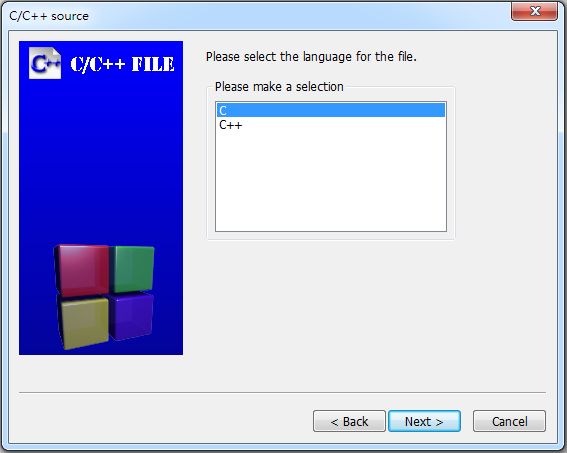 C/C++ source
C++
C/C++ FILE
Please select the language for the file.
Please make a selection
C
C++
< Back
Next >
Cancel